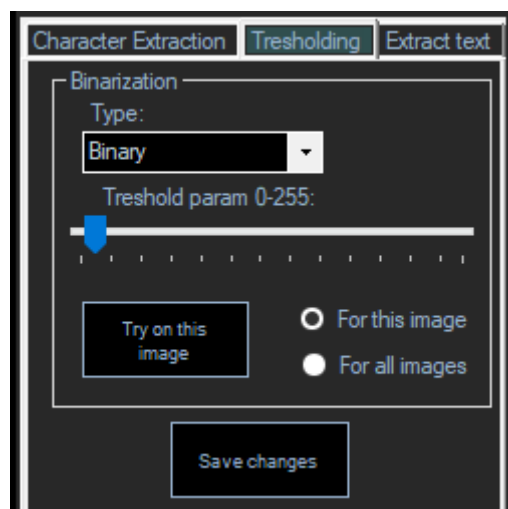 Character Extraction Tresholding Extract text
Binarization
Type:
Binary
Treshold param 0-255:
Try on this
image
For this image
For all images
Save changes